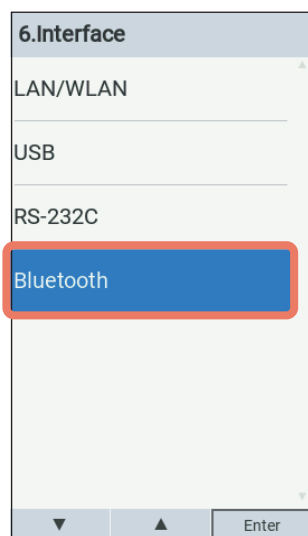 6.Interface
LAN/WLAN
USB
RS-232C
Bluetooth
▼ ▲ Enter